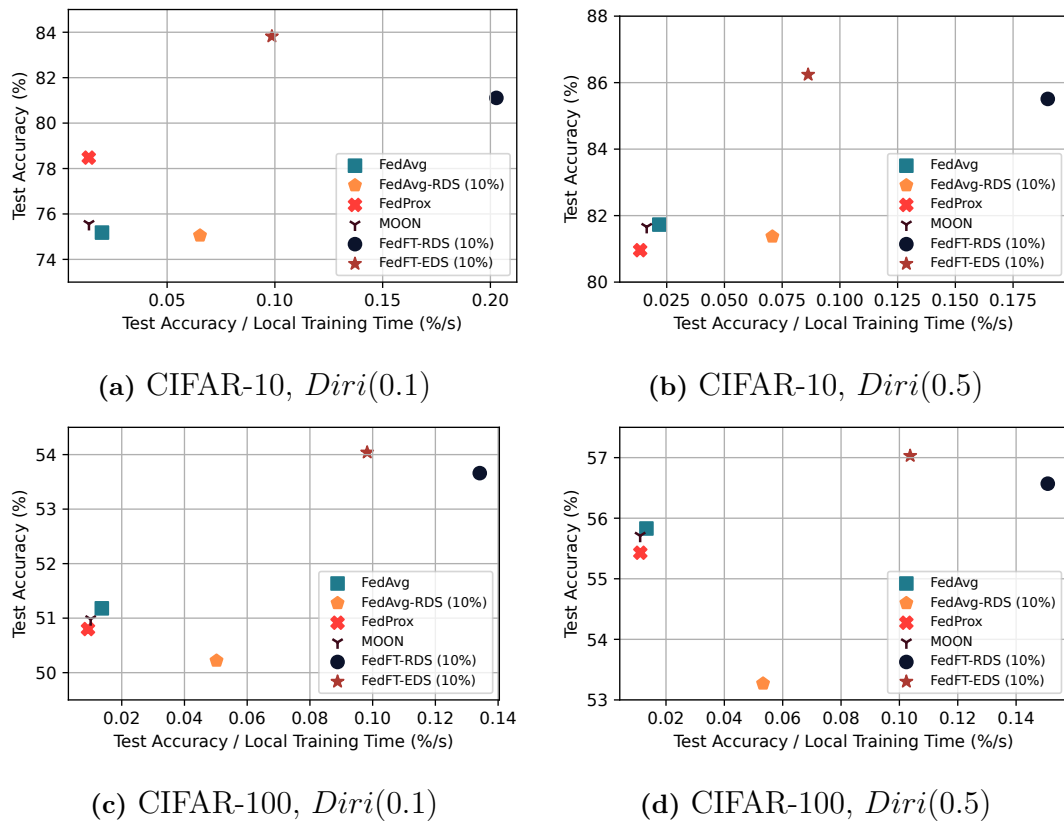 84
82
80
78
76
74
Test Accuracy (%)
FedAvg
FedAvg-RDS (10%)
FedProx
MOON
FedFT-RDS (10%)
FedFT-EDS (10%)
0.05 0.10 0.15 0.20
Test Accuracy / Local Training Time (%/s)
(a) CIFAR-10, Diri(0.1)
88
86
84
82
80
Test Accuracy (%)
FedAvg
FedAvg-RDS (10%)
FedProx
MOON
FedFT-RDS (10%)
FedFT-EDS (10%)
0.025 0.050 0.075 0.100 0.125 0.150 0.175
Test Accuracy / Local Training Time (%/s)
(b) CIFAR-10, Diri(0.5)
54
53
52
51
50
Test Accuracy (%)
FedAvg
FedAvg-RDS (10%)
FedProx
MOON
FedFT-RDS (10%)
FedFT-EDS (10%)
0.02 0.04 0.06 0.08 0.10 0.12 0.14
Test Accuracy / Local Training Time (%/s)
(c) CIFAR-100, Diri(0.1)
57
56
55
54
53
Test Accuracy (%)
FedAvg
FedAvg-RDS (10%)
FedProx
MOON
FedFT-RDS (10%)
FedFT-EDS (10%)
0.02 0.04 0.06 0.08 0.10 0.12 0.14
Test Accuracy / Local Training Time (%/s)
(d) CIFAR-100, Diri(0.5)